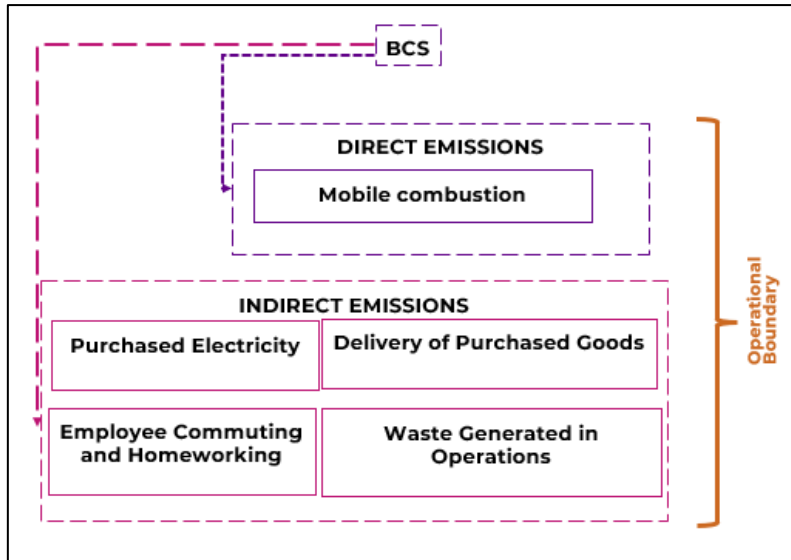 BCS
DIRECT EMISSIONS
Mobile combustion
INDIRECT EMISSIONS
Purchased Electricity
Delivery of Purchased Goods
Employee Commuting
and Homeworking
Waste Generated in
Operations
Operational
Boundary